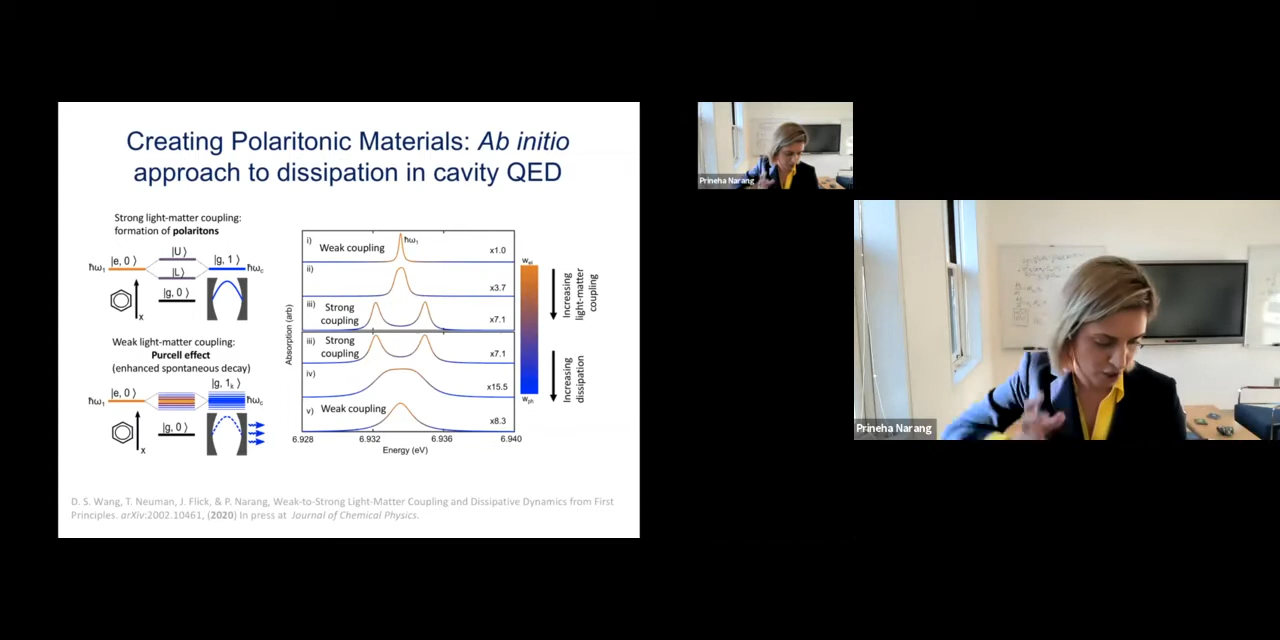 Creating Polaritonic Materials: Ab initio
approach to dissipation in cavity QED
Strong light-matter coupling:
formation of polaritons
|U⟩
|e, 0 ⟩
|g, 1 ⟩
ħω₁
ħωc
|L⟩
|g, 0 ⟩
x
Weak light-matter coupling:
Purcell effect
(enhanced spontaneous decay)
|g, 1k ⟩
|e, 0 ⟩
ħω₁
ħωc
|g, 0 ⟩
x
Absorption (arb)
i)
Weak coupling
ħω₁
x1.0
ii)
x3.7
iii)
Strong
coupling
x7.1
iii)
Strong
coupling
x7.1
iv)
x15.5
v)
Weak coupling
x8.3
6.928
6.932
6.936
6.940
Energy (eV)
wel
wph
Increasing
light-matter
coupling
Increasing
dissipation
D. S. Wang, T. Neuman, J. Flick, & P. Narang, Weak-to-Strong Light-Matter Coupling and Dissipative Dynamics from First
Principles. arXiv:2002.10461, (2020) In press at Journal of Chemical Physics.
Prineha Narang
Prineha Narang